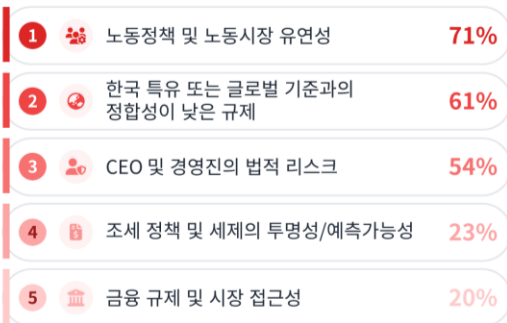 1 노동정책 및 노동시장 유연성 71%
2 한국 특유 또는 글로벌 기준과의
정합성이 낮은 규제 61%
3 CEO 및 경영진의 법적 리스크 54%
4 조세 정책 및 세제의 투명성/예측가능성 23%
5 금융 규제 및 시장 접근성 20%